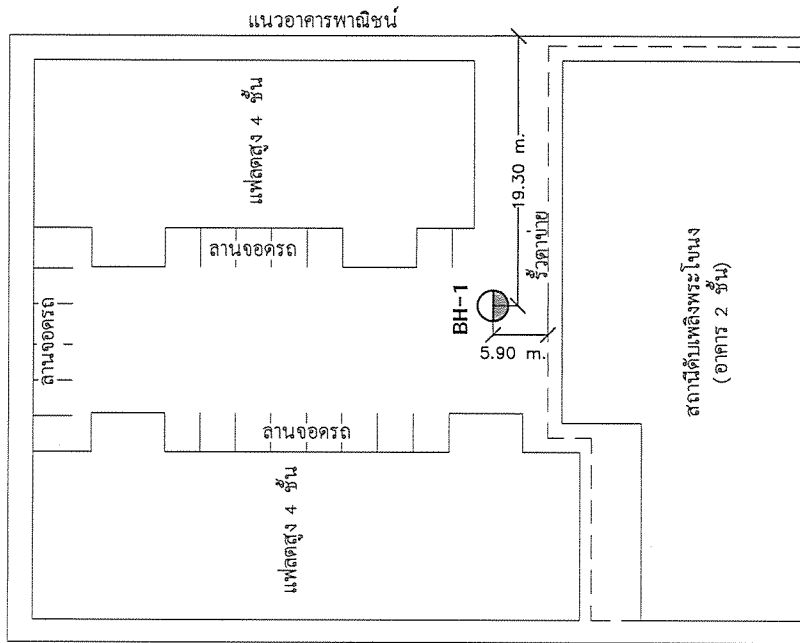 แนวอาคารพาณิชน์
แฟลตสูง 4 ชั้น
19.30 m.
ลานจอดรถ
รั้วตาข่าย
ลานจอดรถ
BH-1
5.90 m.
สถานีดับเพลิงพระโขนง
(อาคาร 2 ชั้น)
ลานจอดรถ
แฟลตสูง 4 ชั้น